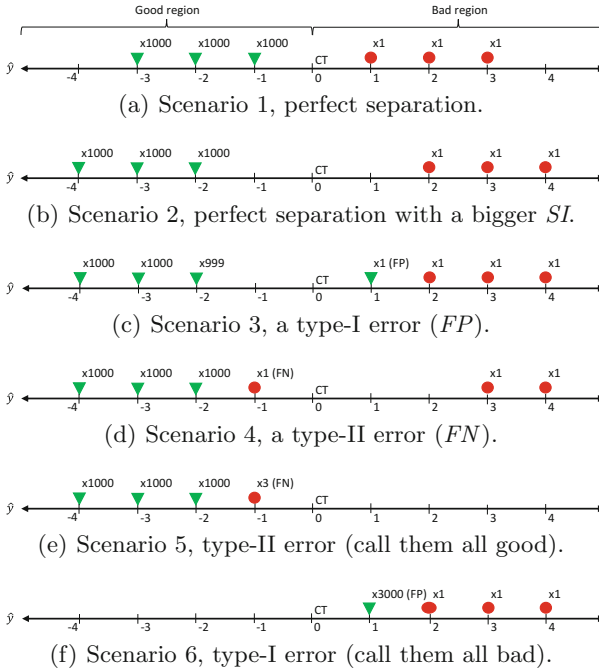 Good region Bad region
x1000 x1000 x1000 x1 x1 x1
CT
ŷ -4 -3 -2 -1 0 1 2 3 4
(a) Scenario 1, perfect separation.
x1000 x1000 x1000 x1 x1 x1
CT
ŷ -4 -3 -2 -1 0 1 2 3 4
(b) Scenario 2, perfect separation with a bigger SI.
x1000 x1000 x999 x1 (FP) x1 x1 x1
CT
ŷ -4 -3 -2 -1 0 1 2 3 4
(c) Scenario 3, a type-I error (FP).
x1000 x1000 x1000 x1 (FN) x1 x1
CT
ŷ -4 -3 -2 -1 0 1 2 3 4
(d) Scenario 4, a type-II error (FN).
x1000 x1000 x1000 x3 (FN)
CT
ŷ -4 -3 -2 -1 0 1 2 3 4
(e) Scenario 5, type-II error (call them all good).
x3000 (FP) x1 x1 x1
CT
ŷ -4 -3 -2 -1 0 1 2 3 4
(f) Scenario 6, type-I error (call them all bad).